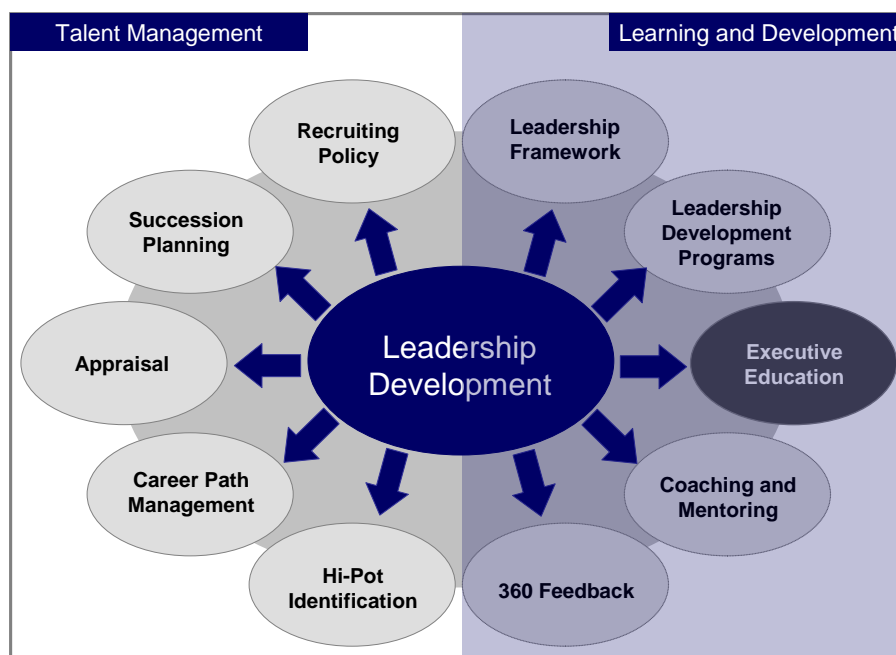 Talent Management
Learning and Development
Recruiting
Policy
Leadership
Framework
Succession
Planning
Leadership
Development
Programs
Appraisal
Leadership
Development
Executive
Education
Career Path
Management
Coaching and
Mentoring
Hi-Pot
Identification
360 Feedback